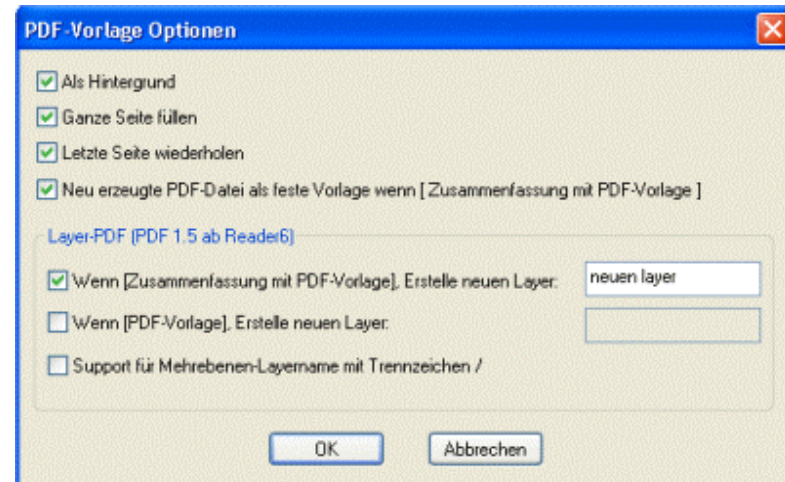 PDF-Vorlage Optionen
Als Hintergrund
Ganze Seite füllen
Letzte Seite wiederholen
Neu erzeugte PDF-Datei als feste Vorlage wenn [ Zusammenfassung mit PDF-Vorlage ]
Layer-PDF (PDF 1.5 ab Reader6)
Wenn [Zusammenfassung mit PDF-Vorlage], Erstelle neuen Layer: neuen layer
Wenn [PDF-Vorlage], Erstelle neuen Layer:
Support für Mehrebenen-Layername mit Trennzeichen /
OK Abbrechen